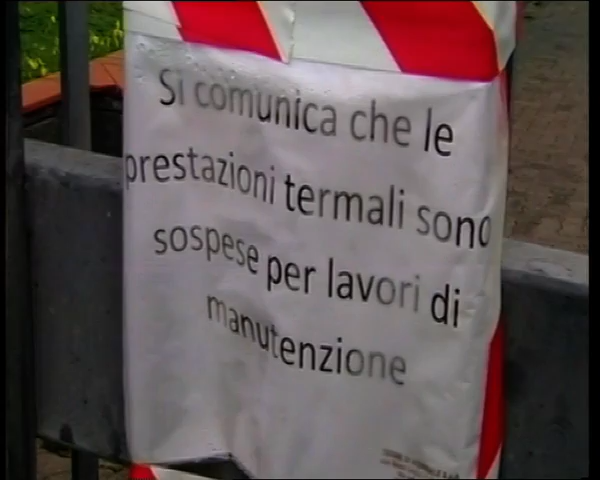 Si comunica che le
prestazioni termali sono
sospese per lavori di
manutenzione